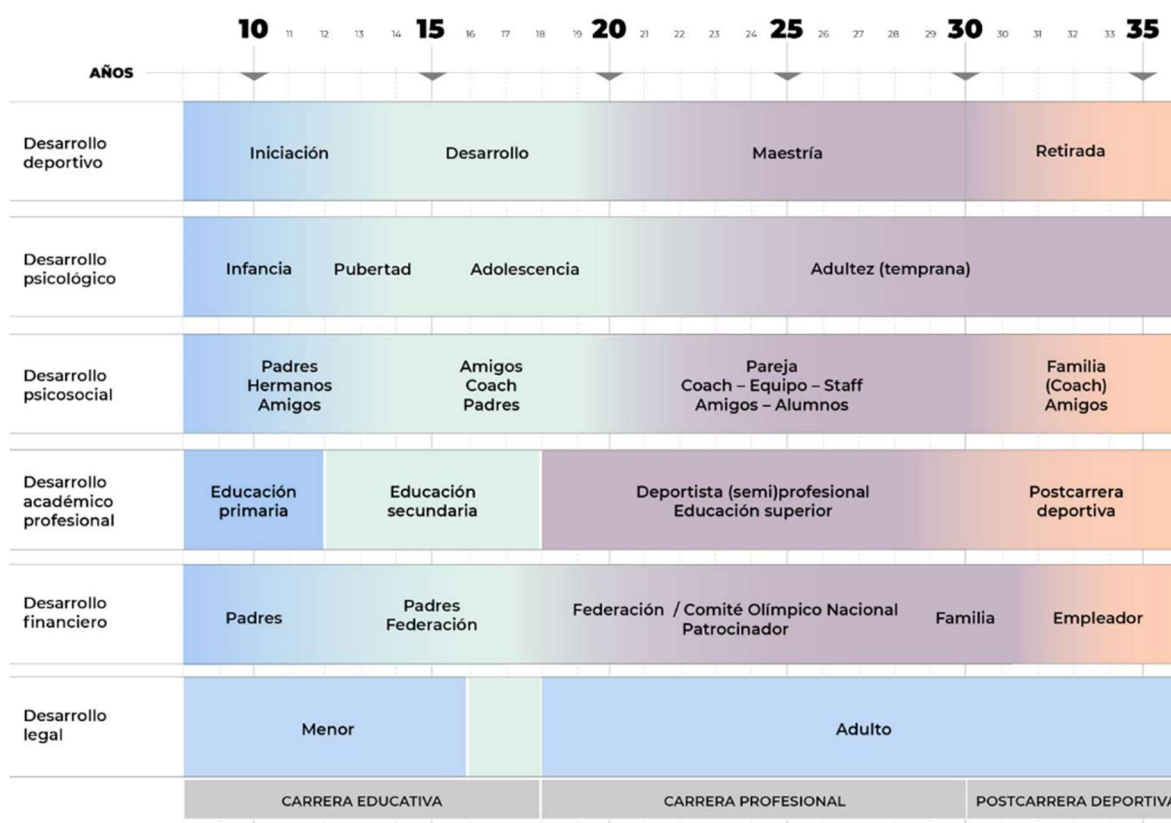 10 11 12 13 14 15 16 17 18 19 20 21 22 23 24 25 26 27 28 29 30 30 31 32 33 35
AÑOS
Desarrollo
deportivo
Iniciación
Desarrollo
Maestría
Retirada
Desarrollo
psicológico
Infancia
Pubertad
Adolescencia
Adultez (temprana)
Desarrollo
psicosocial
Padres
Hermanos
Amigos
Amigos
Coach
Padres
Pareja
Coach – Equipo – Staff
Amigos – Alumnos
Familia
(Coach)
Amigos
Desarrollo
académico
profesional
Educación
primaria
Educación
secundaria
Deportista (semi)profesional
Educación superior
Postcarrera
deportiva
Desarrollo
financiero
Padres
Padres
Federación
Federación / Comité Olímpico Nacional
Patrocinador
Familia
Empleador
Desarrollo
legal
Menor
Adulto
CARRERA EDUCATIVA
CARRERA PROFESIONAL
POSTCARRERA DEPORTIVA